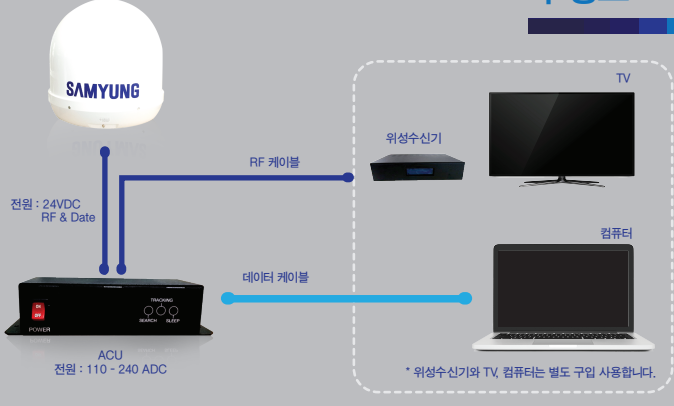 SAMYUNG
TV
위성수신기
RF 케이블
전원 : 24VDC
RF & Date
컴퓨터
데이터 케이블
ON
OFF
POWER
TRACKING
SEARCH SLEEP
ACU
전원 : 110 - 240 ADC
* 위성수신기와 TV, 컴퓨터는 별도 구입 사용합니다.